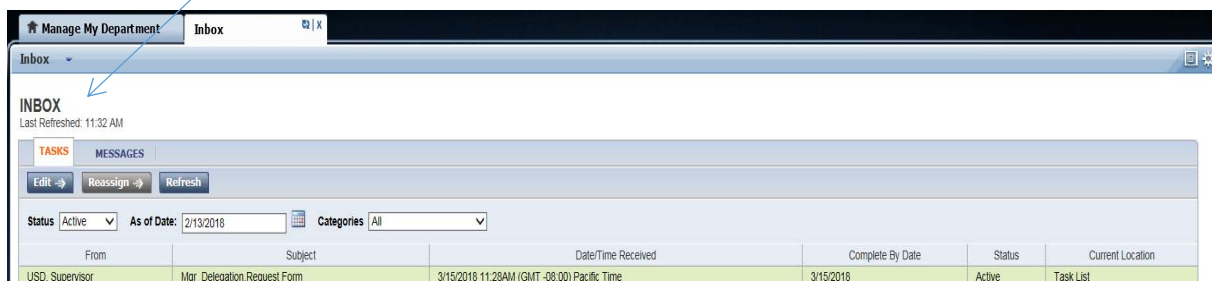 Manage My Department Inbox X
Inbox
INBOX
Last Refreshed: 11:32 AM
TASKS MESSAGES
Edit Reassign Refresh
Status Active As of Date: 2/13/2018 Categories All
From Subject Date/Time Received Complete By Date Status Current Location
USD, Supervisor Mgr_Delegation.Request Form 3/15/2018 11:28AM (GMT -08:00) Pacific Time 3/15/2018 Active Task List